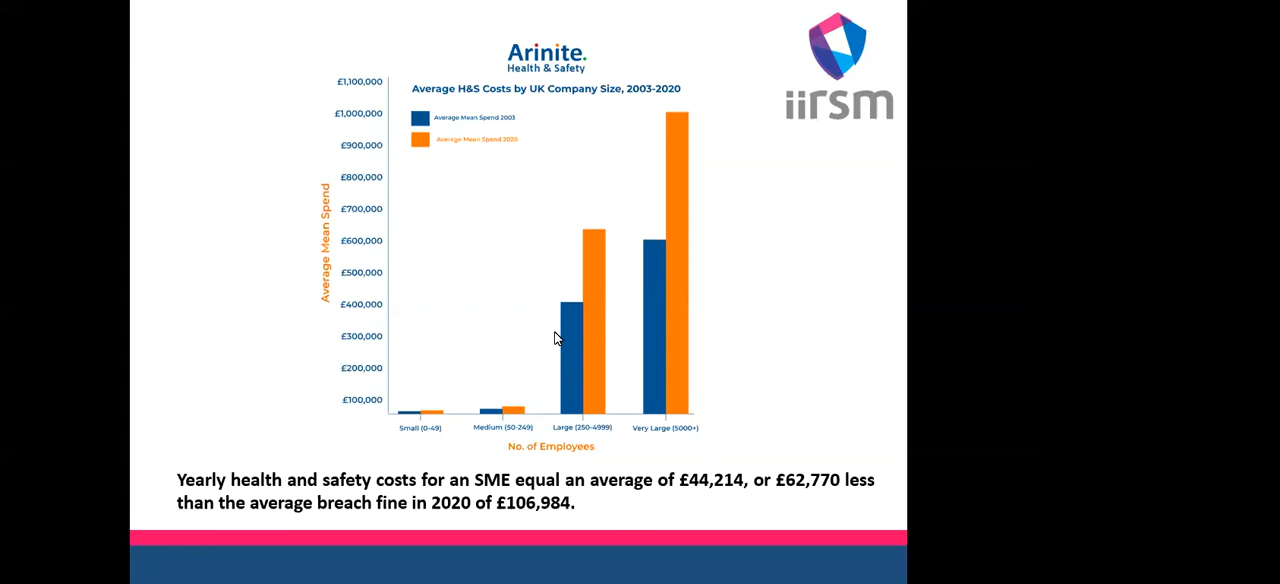 Arinite.
Health & Safety
iirsm
Average H&S Costs by UK Company Size, 2003-2020
Average Mean Spend 2003
Average Mean Spend 2020
Average Mean Spend
£1,100,000
£1,000,000
£900,000
£800,000
£700,000
£600,000
£500,000
£400,000
£300,000
£200,000
£100,000
Small (0-49)
Medium (50-249)
Large (250-4999)
Very Large (5000+)
No. of Employees
Yearly health and safety costs for an SME equal an average of £44,214, or £62,770 less
than the average breach fine in 2020 of £106,984.